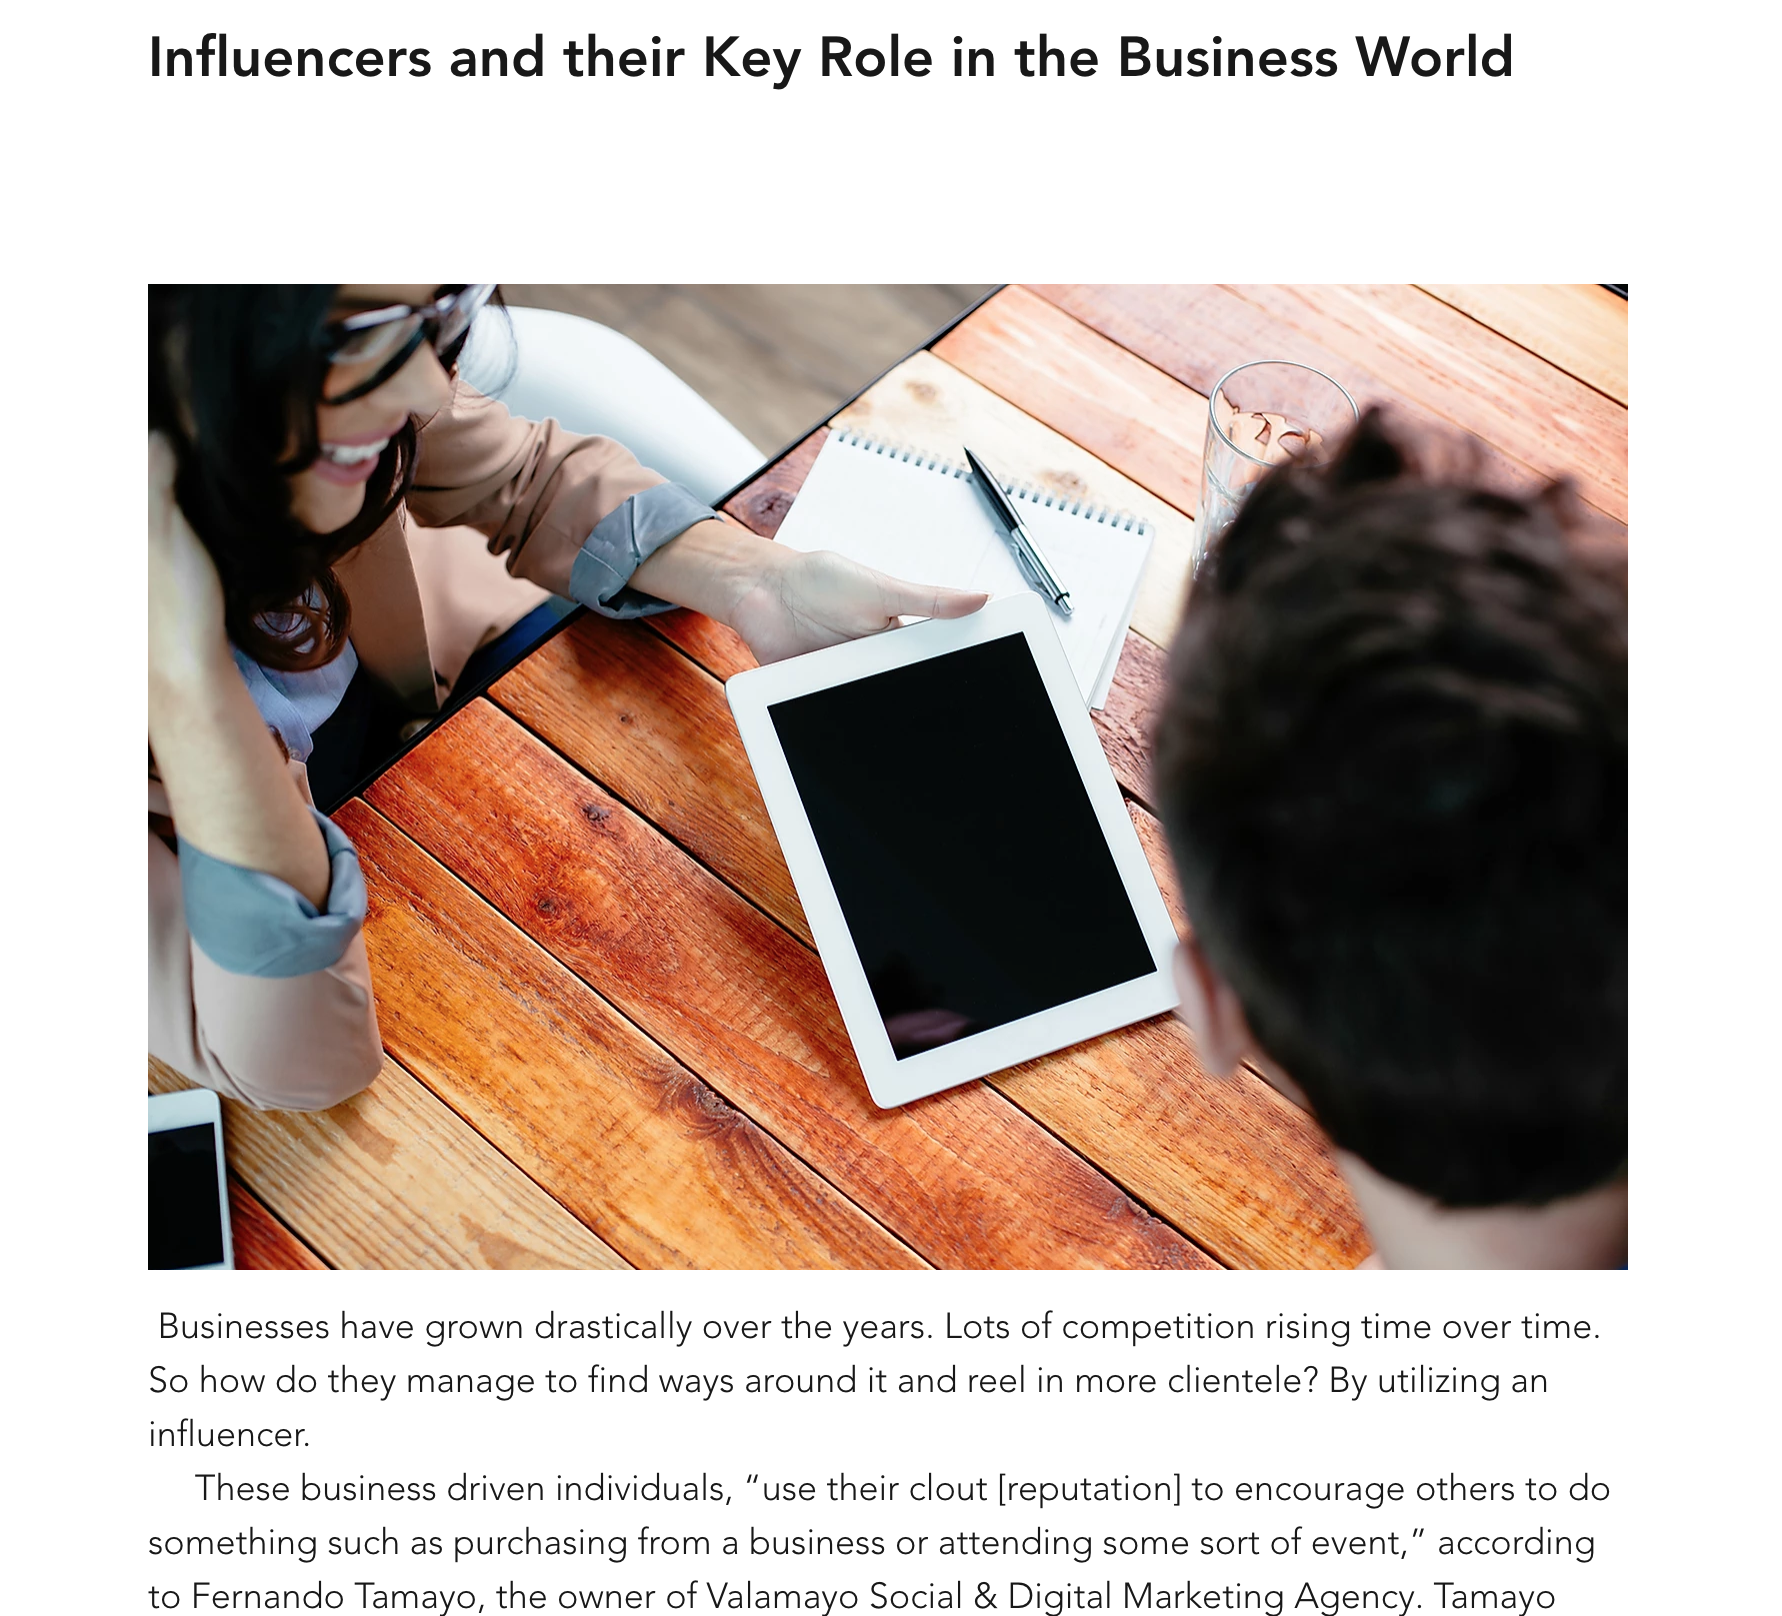 Influencers and their Key Role in the Business World
Businesses have grown drastically over the years. Lots of competition rising time over time.
So how do they manage to find ways around it and reel in more clientele? By utilizing an
influencer.
These business driven individuals, “use their clout [reputation] to encourage others to do
something such as purchasing from a business or attending some sort of event,” according
to Fernando Tamayo, the owner of Valamayo Social & Digital Marketing Agency. Tamayo